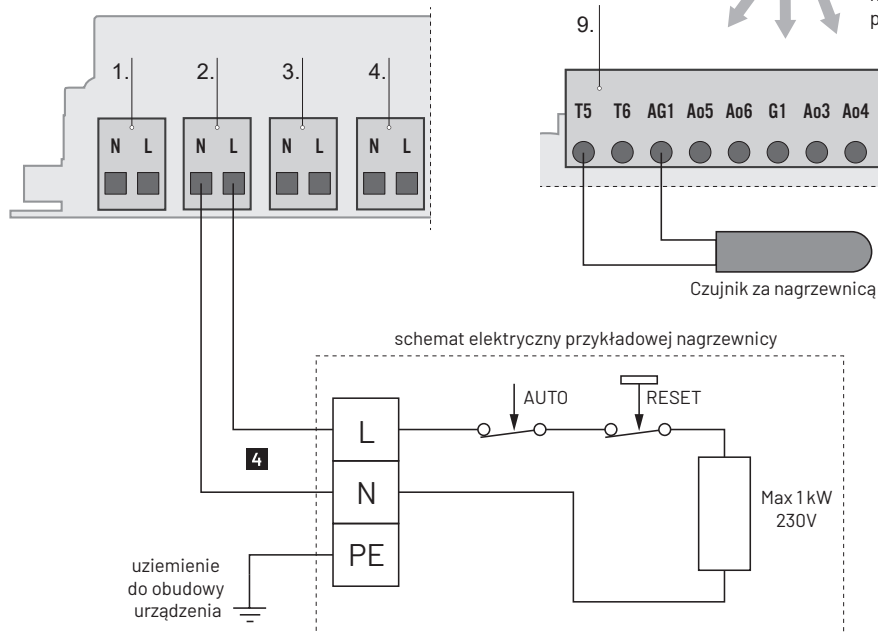 1.
2.
3.
4.
N L
N L
N L
N L
9.
T5 T6 AG1 Ao5 Ao6 G1 Ao3 Ao4
Czujnik za nagrzewnicą
schemat elektryczny przykładowej nagrzewnicy
AUTO
RESET
L
4
N
PE
Max 1 kW
230V
uziemienie
do obudowy
urządzenia